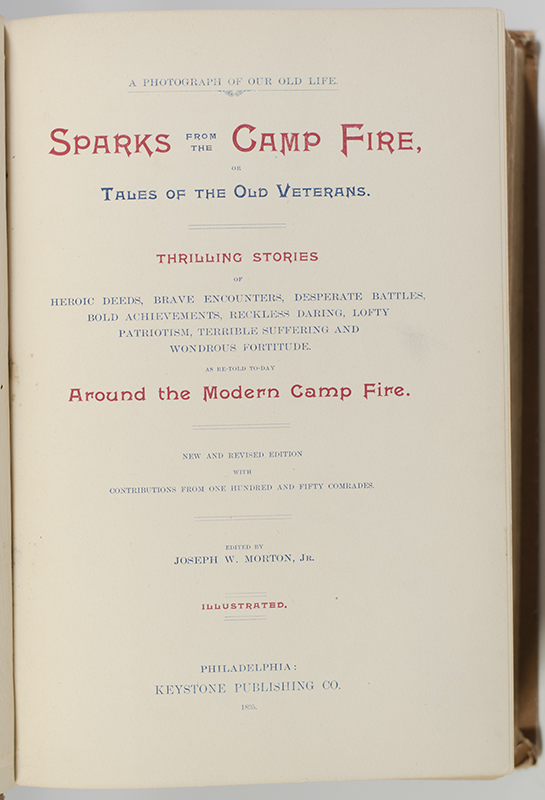 A PHOTOGRAPH OF OUR OLD LIFE.
SPARKS FROM THE CAMP FIRE,
OR
TALES OF THE OLD VETERANS.
THRILLING STORIES
OF
HEROIC DEEDS, BRAVE ENCOUNTERS, DESPERATE BATTLES,
BOLD ACHIEVEMENTS, RECKLESS DARING, LOFTY
PATRIOTISM, TERRIBLE SUFFERING AND
WONDROUS FORTITUDE.
AS RE-TOLD TO-DAY
Around the Modern Camp Fire.
NEW AND REVISED EDITION
WITH
CONTRIBUTIONS FROM ONE HUNDRED AND FIFTY COMRADES.
EDITED BY
JOSEPH W. MORTON, JR.
ILLUSTRATED.
PHILADELPHIA:
KEYSTONE PUBLISHING CO.
1895.